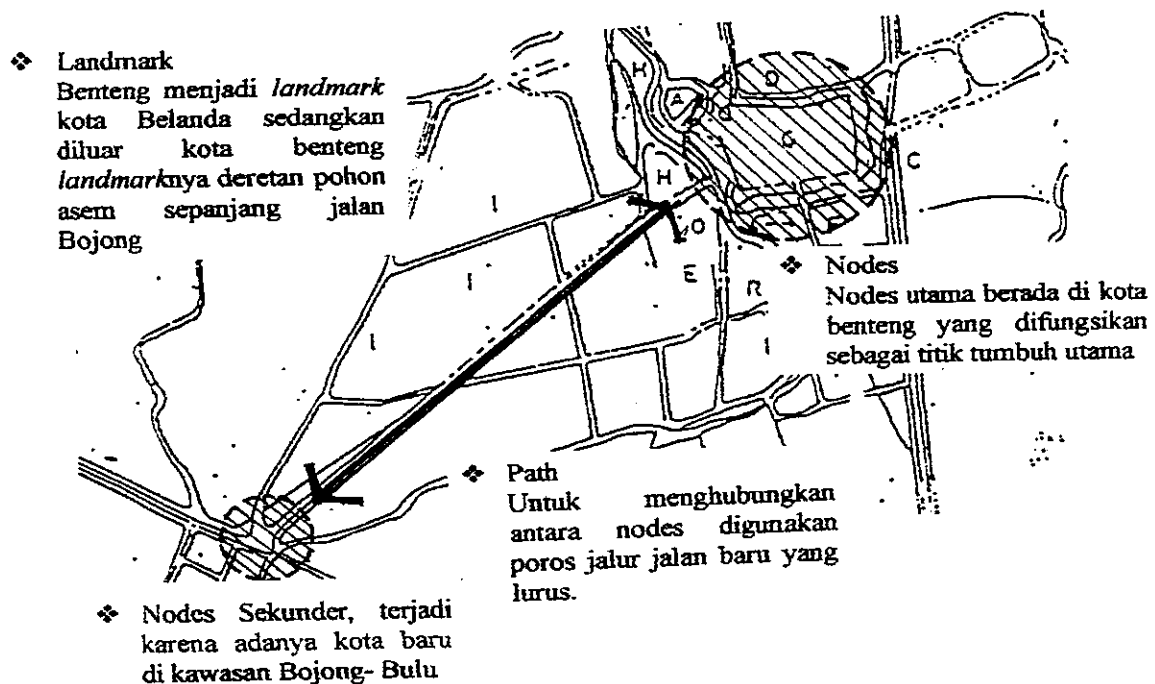 ❖ Landmark
Benteng menjadi landmark
kota Belanda sedangkan
diluar kota benteng
landmarknya deretan pohon
asem sepanjang jalan
Bojong
H
A
D
G
C
H
I
O
E
R
I
I
I
❖ Nodes
Nodes utama berada di kota
benteng yang difungsikan
sebagai titik tumbuh utama
❖ Path
Untuk menghubungkan
antara nodes digunakan
poros jalur jalan baru yang
lurus.
❖ Nodes Sekunder, terjadi
karena adanya kota baru
di kawasan Bojong- Bulu